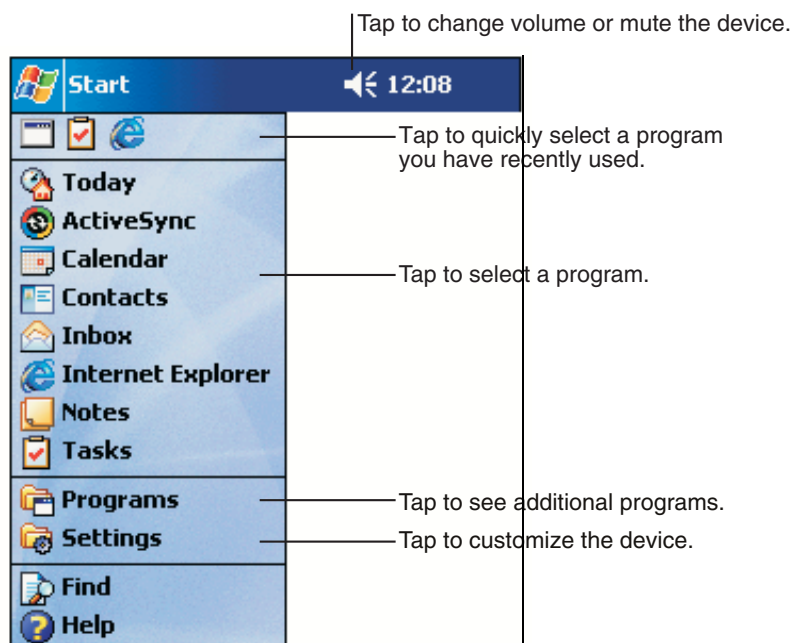 Tap to change volume or mute the device.
Start 12:08
Tap to quickly select a program
you have recently used.
Today
ActiveSync
Calendar
Tap to select a program.
Contacts
Inbox
Internet Explorer
Notes
Tasks
Programs
Tap to see additional programs.
Settings
Tap to customize the device.
Find
Help